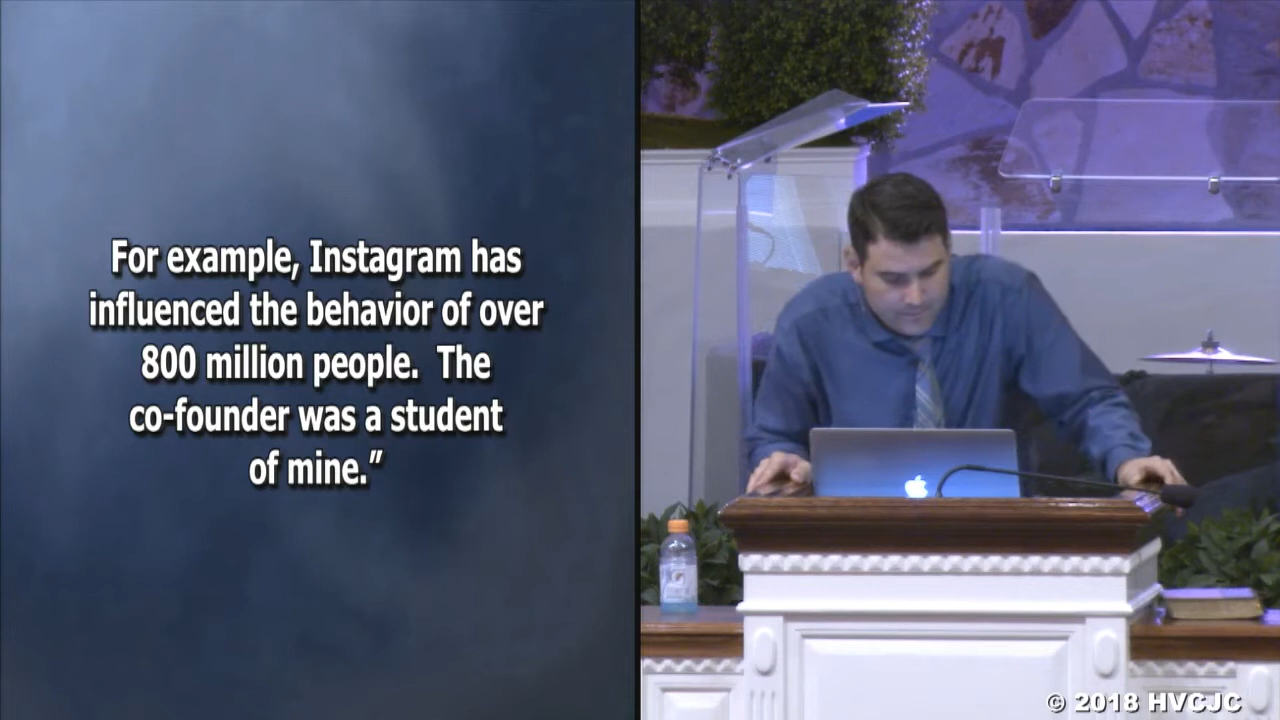 For example, Instagram has
influenced the behavior of over
800 million people.  The
co-founder was a student
of mine.”
© 2018 HVCJC